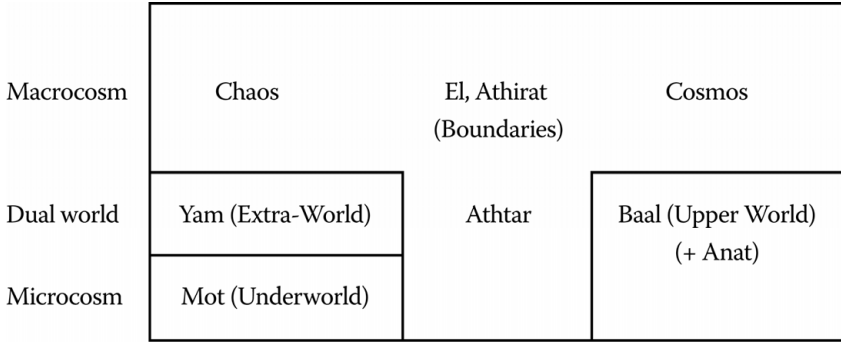 Macrocosm Chaos El, Athirat Cosmos
(Boundaries)
Dual world Yam (Extra-World) Athtar Baal (Upper World)
(+ Anat)
Microcosm Mot (Underworld)